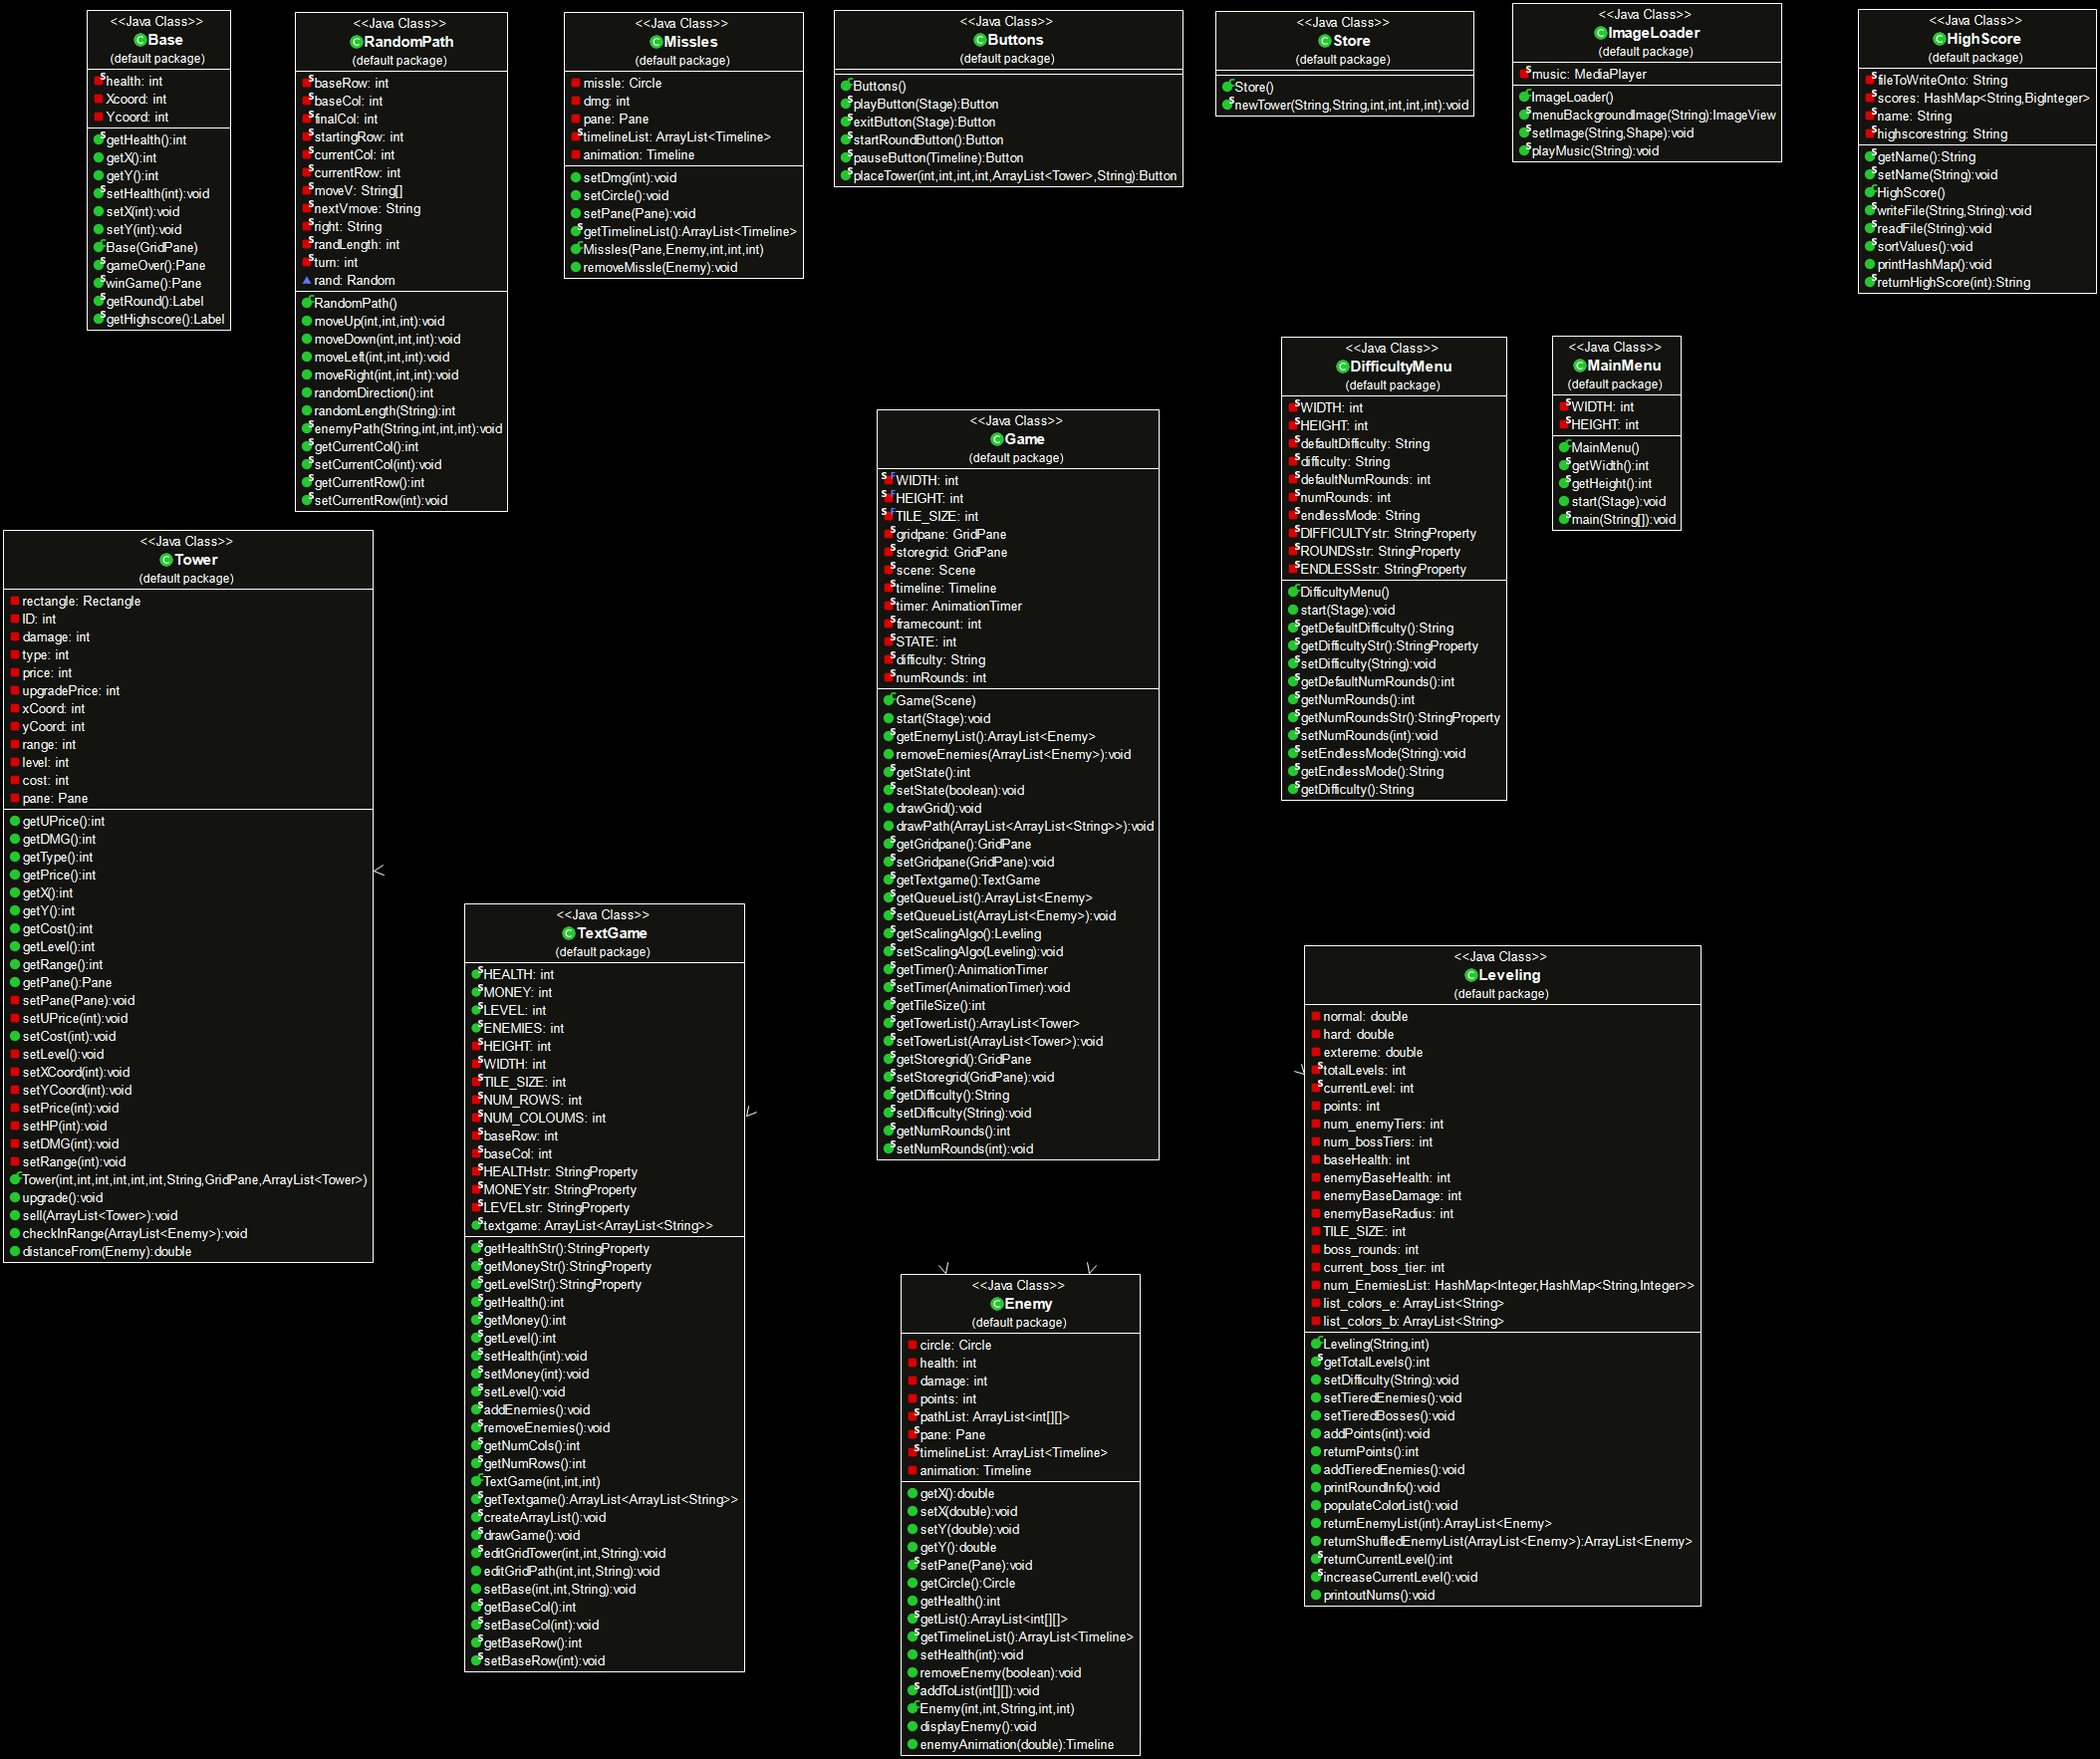 <<Java Class>>
Base
(default package)
health: int
Xcoord: int
Ycoord: int
getHealth():int
getX():int
getY():int
setHealth(int):void
setX(int):void
setY(int):void
Base(GridPane)
gameOver():Pane
winGame():Pane
getRound():Label
getHighscore():Label
<<Java Class>>
RandomPath
(default package)
baseRow: int
baseCol: int
finalCol: int
startingRow: int
currentCol: int
currentRow: int
moveV: String[]
nextVmove: String
right: String
randLength: int
turn: int
rand: Random
RandomPath()
moveUp(int,int,int):void
moveDown(int,int,int):void
moveLeft(int,int,int):void
moveRight(int,int,int):void
randomDirection():int
randomLength(String):int
enemyPath(String,int,int,int):void
getCurrentCol():int
setCurrentCol(int):void
getCurrentRow():int
setCurrentRow(int):void
<<Java Class>>
Missles
(default package)
missle: Circle
dmg: int
pane: Pane
timelineList: ArrayList<Timeline>
animation: Timeline
setDmg(int):void
setCircle():void
setPane(Pane):void
getTimelineList():ArrayList<Timeline>
Missles(Pane,Enemy,int,int,int)
removeMissle(Enemy):void
<<Java Class>>
Buttons
(default package)
Buttons()
playButton(Stage):Button
exitButton(Stage):Button
startRoundButton():Button
pauseButton(Timeline):Button
placeTower(int,int,int,int,ArrayList<Tower>,String):Button
<<Java Class>>
Store
(default package)
Store()
newTower(String,String,int,int,int,int):void
<<Java Class>>
ImageLoader
(default package)
music: MediaPlayer
ImageLoader()
menuBackgroundImage(String):ImageView
setImage(String,Shape):void
playMusic(String):void
<<Java Class>>
HighScore
(default package)
fileToWriteOnto: String
scores: HashMap<String,BigInteger>
name: String
highscorestring: String
getName():String
setName(String):void
HighScore()
writeFile(String,String):void
readFile(String):void
sortValues():void
printHashMap():void
returnHighScore(int):String
<<Java Class>>
DifficultyMenu
(default package)
WIDTH: int
HEIGHT: int
defaultDifficulty: String
difficulty: String
defaultNumRounds: int
numRounds: int
endlessMode: String
DIFFICULTYstr: StringProperty
ROUNDSstr: StringProperty
ENDLESSstr: StringProperty
DifficultyMenu()
start(Stage):void
getDefaultDifficulty():String
getDifficultyStr():StringProperty
setDifficulty(String):void
getDefaultNumRounds():int
getNumRounds():int
getNumRoundsStr():StringProperty
setNumRounds(int):void
setEndlessMode(String):void
getEndlessMode():String
getDifficulty():String
<<Java Class>>
MainMenu
(default package)
WIDTH: int
HEIGHT: int
MainMenu()
getWidth():int
getHeight():int
start(Stage):void
main(String[]):void
<<Java Class>>
Game
(default package)
WIDTH: int
HEIGHT: int
TILE_SIZE: int
gridpane: GridPane
storegrid: GridPane
scene: Scene
timeline: Timeline
timer: AnimationTimer
framecount: int
STATE: int
difficulty: String
numRounds: int
Game(Scene)
start(Stage):void
getEnemyList():ArrayList<Enemy>
removeEnemies(ArrayList<Enemy>):void
getState():int
setState(boolean):void
drawGrid():void
drawPath(ArrayList<ArrayList<String>>):void
getGridpane():GridPane
setGridpane(GridPane):void
getTextgame():TextGame
getQueueList():ArrayList<Enemy>
setQueueList(ArrayList<Enemy>):void
getScalingAlgo():Leveling
setScalingAlgo(Leveling):void
getTimer():AnimationTimer
setTimer(AnimationTimer):void
getTileSize():int
getTowerList():ArrayList<Tower>
setTowerList(ArrayList<Tower>):void
getStoregrid():GridPane
setStoregrid(GridPane):void
getDifficulty():String
setDifficulty(String):void
getNumRounds():int
setNumRounds(int):void
<<Java Class>>
Tower
(default package)
rectangle: Rectangle
ID: int
damage: int
type: int
price: int
upgradePrice: int
xCoord: int
yCoord: int
range: int
level: int
cost: int
pane: Pane
getUPrice():int
getDMG():int
getType():int
getPrice():int
getX():int
getY():int
getCost():int
getLevel():int
getRange():int
getPane():Pane
setPane(Pane):void
setUPrice(int):void
setCost(int):void
setLevel():void
setXCoord(int):void
setYCoord(int):void
setPrice(int):void
setHP(int):void
setDMG(int):void
setRange(int):void
Tower(int,int,int,int,int,int,String,GridPane,ArrayList<Tower>)
upgrade():void
sell(ArrayList<Tower>):void
checkInRange(ArrayList<Enemy>):void
distanceFrom(Enemy):double
<<Java Class>>
TextGame
(default package)
HEALTH: int
MONEY: int
LEVEL: int
ENEMIES: int
HEIGHT: int
WIDTH: int
TILE_SIZE: int
NUM_ROWS: int
NUM_COLOUMS: int
baseRow: int
baseCol: int
HEALTHstr: StringProperty
MONEYstr: StringProperty
LEVELstr: StringProperty
textgame: ArrayList<ArrayList<String>>
getHealthStr():StringProperty
getMoneyStr():StringProperty
getLevelStr():StringProperty
getHealth():int
getMoney():int
getLevel():int
setHealth(int):void
setMoney(int):void
setLevel():void
addEnemies():void
removeEnemies():void
getNumCols():int
getNumRows():int
TextGame(int,int,int)
getTextgame():ArrayList<ArrayList<String>>
createArrayList():void
drawGame():void
editGridTower(int,int,String):void
editGridPath(int,int,String):void
setBase(int,int,String):void
getBaseCol():int
setBaseCol(int):void
getBaseRow():int
setBaseRow(int):void
<<Java Class>>
Leveling
(default package)
normal: double
hard: double
extereme: double
totalLevels: int
currentLevel: int
points: int
num_enemyTiers: int
num_bossTiers: int
baseHealth: int
enemyBaseHealth: int
enemyBaseDamage: int
enemyBaseRadius: int
TILE_SIZE: int
boss_rounds: int
current_boss_tier: int
num_EnemiesList: HashMap<Integer,HashMap<String,Integer>>
list_colors_e: ArrayList<String>
list_colors_b: ArrayList<String>
Leveling(String,int)
getTotalLevels():int
setDifficulty(String):void
setTieredEnemies():void
setTieredBosses():void
addPoints(int):void
returnPoints():int
addTieredEnemies():void
printRoundInfo():void
populateColorList():void
returnEnemyList(int):ArrayList<Enemy>
returnShuffledEnemyList(ArrayList<Enemy>):ArrayList<Enemy>
returnCurrentLevel():int
increaseCurrentLevel():void
printoutNums():void
<<Java Class>>
Enemy
(default package)
circle: Circle
health: int
damage: int
points: int
pathList: ArrayList<int[][]>
pane: Pane
timelineList: ArrayList<Timeline>
animation: Timeline
getX():double
setX(double):void
setY(double):void
getY():double
setPane(Pane):void
getCircle():Circle
getHealth():int
getList():ArrayList<int[][]>
getTimelineList():ArrayList<Timeline>
setHealth(int):void
removeEnemy(boolean):void
addToList(int[][]):void
Enemy(int,int,String,int,int)
displayEnemy():void
enemyAnimation(double):Timeline